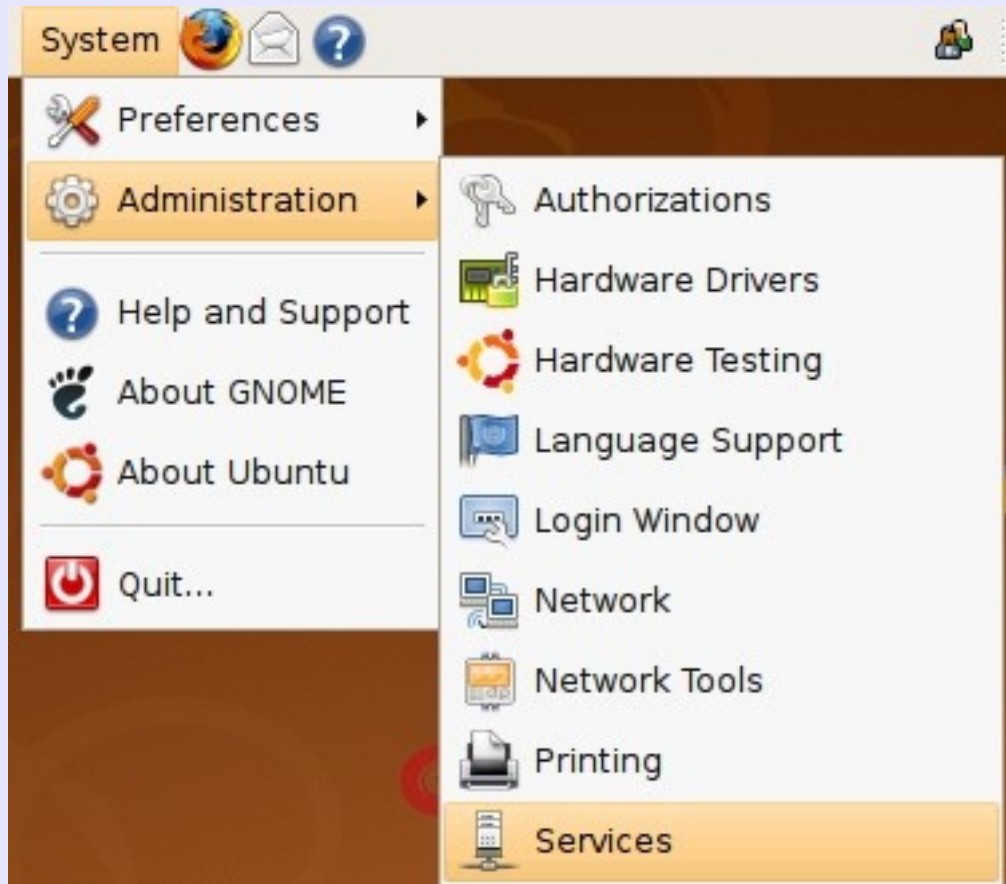 System
Preferences
Administration
Help and Support
About GNOME
About Ubuntu
Quit...
Authorizations
Hardware Drivers
Hardware Testing
Language Support
Login Window
Network
Network Tools
Printing
Services